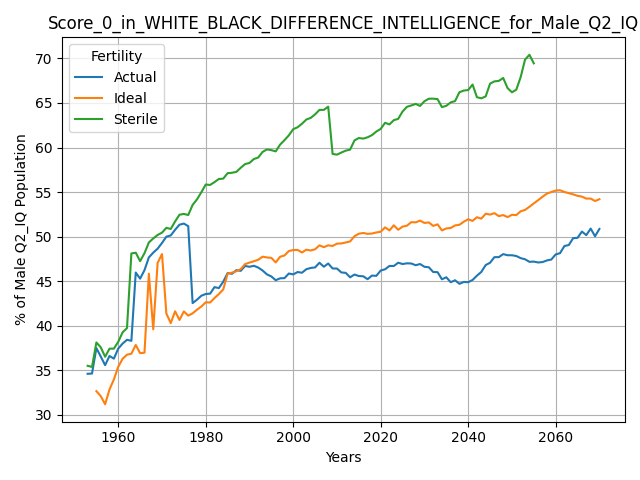 Score_0_in_WHITE_BLACK_DIFFERENCE_INTELLIGENCE_for_Male_Q2_IQ
Fertility
Actual
Ideal
Sterile
% of Male Q2_IQ Population
70
65
60
55
50
45
40
35
30
1960
1980
2000
2020
2040
2060
Years